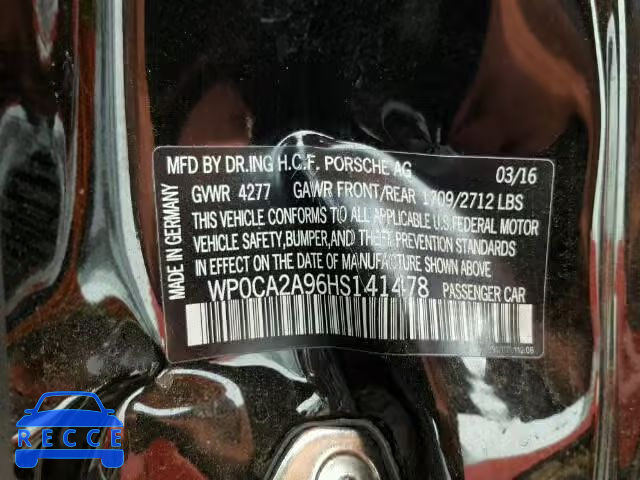 MFD BY DR.ING H.C.F. PORSCHE AG 03/16
GVWR 4277 GAWR FRONT/REAR 1709/2712 LBS
THIS VEHICLE CONFORMS TO ALL APPLICABLE U.S.FEDERAL MOTOR
VEHICLE SAFETY,BUMPER,AND THEFT PREVENTION STANDARDS
IN EFFECT ON THE DATE OF MANUFACTURE SHOWN ABOVE.
WP0CA2A96HS141478 PASSENGER CAR
MADE IN GERMANY
RECCE